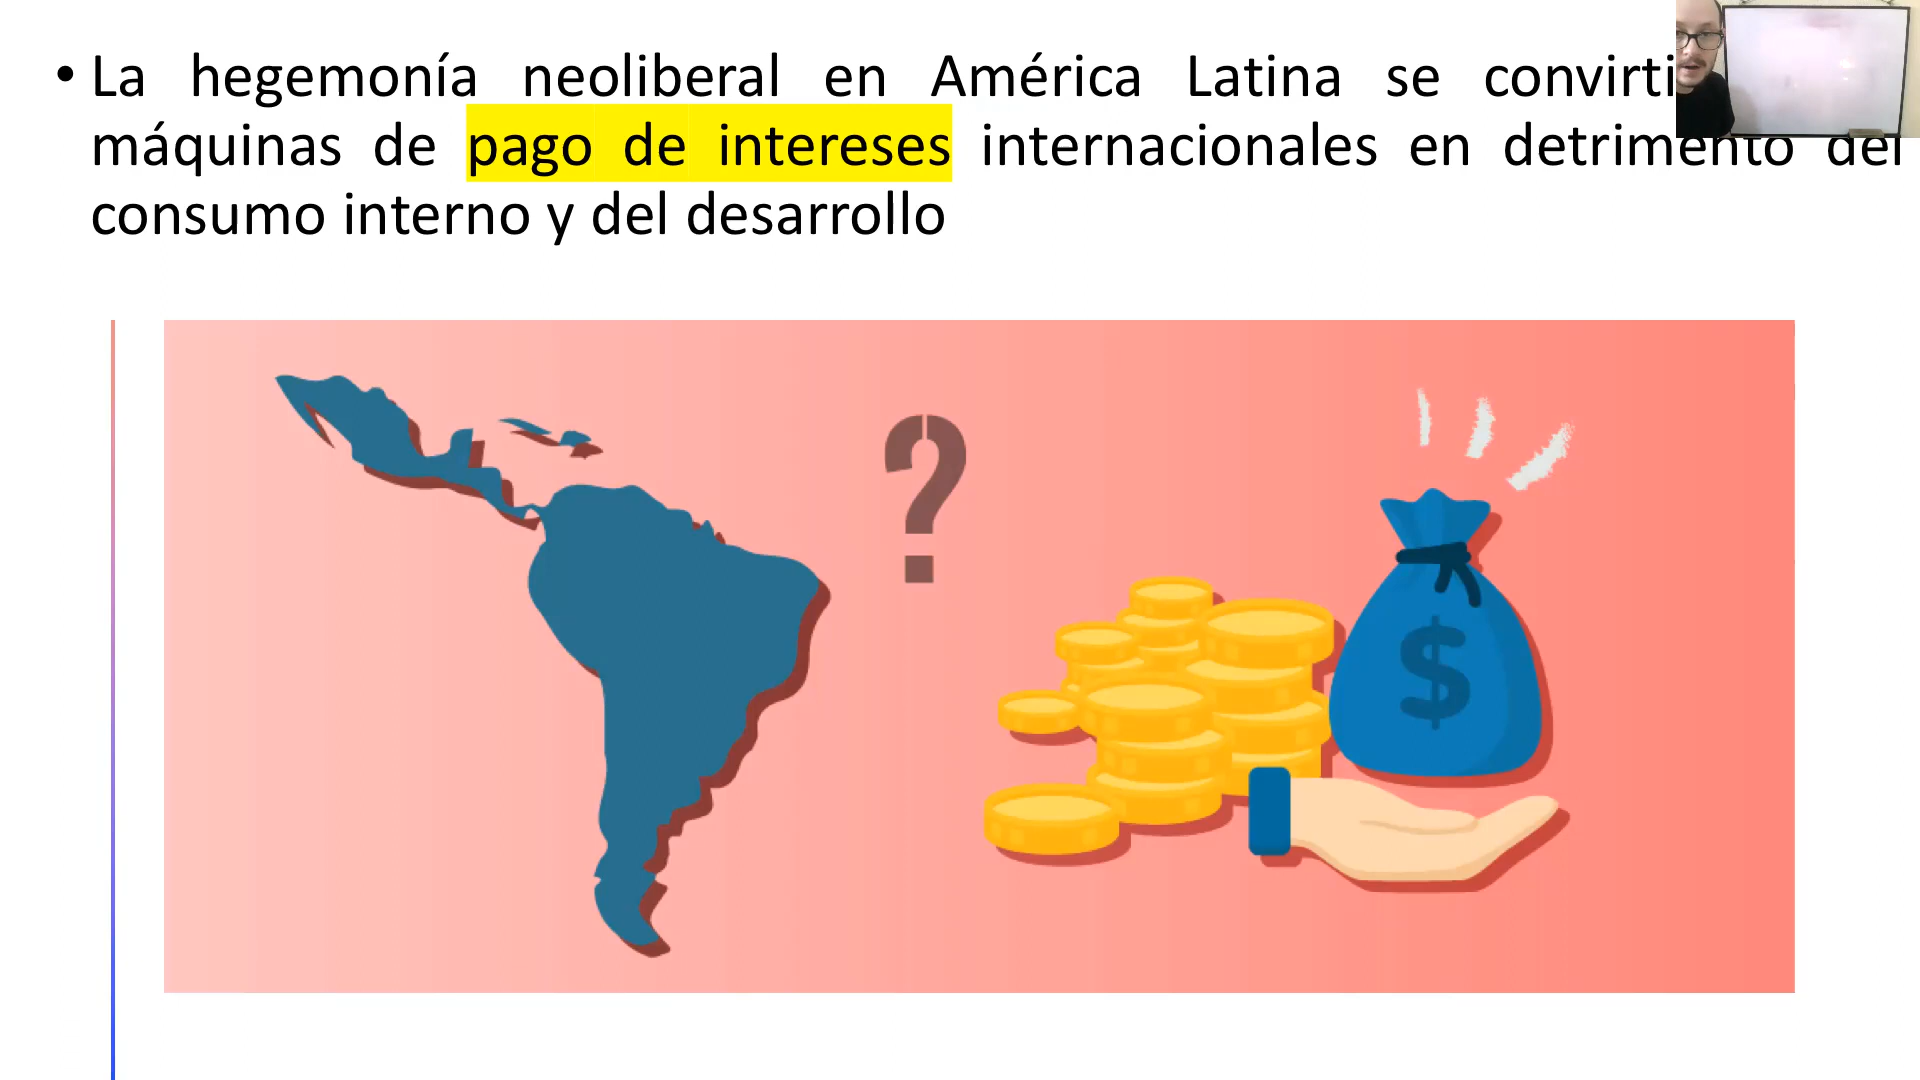 • La hegemonía neoliberal en América Latina se
máquinas de pago de intereses internacionales en detrimento del
consumo interno y del desarrollo
?
$